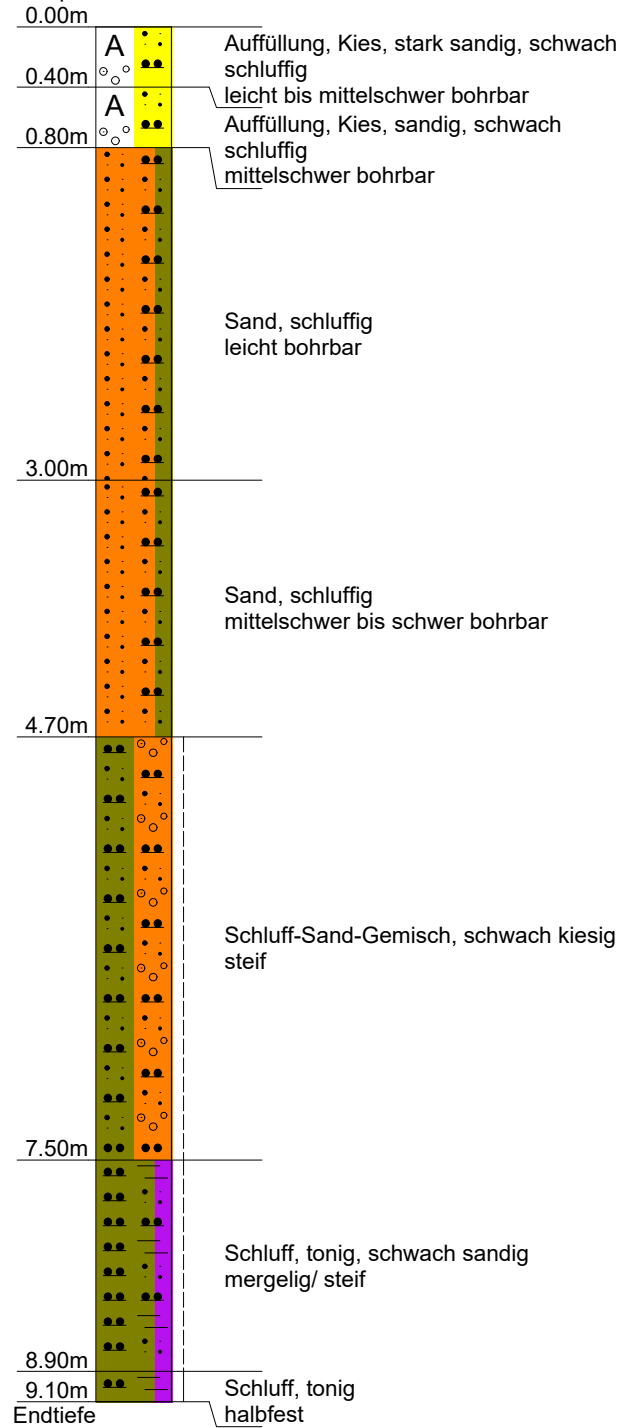 0.00m
A
Auffüllung, Kies, stark sandig, schwach
schluffig
leicht bis mittelschwer bohrbar
0.40m
A
Auffüllung, Kies, sandig, schwach
schluffig
mittelschwer bohrbar
0.80m
Sand, schluffig
leicht bohrbar
3.00m
Sand, schluffig
mittelschwer bis schwer bohrbar
4.70m
Schluff-Sand-Gemisch, schwach kiesig
steif
7.50m
Schluff, tonig, schwach sandig
mergelig/ steif
8.90m
Schluff, tonig
halbfest
9.10m
Endtiefe